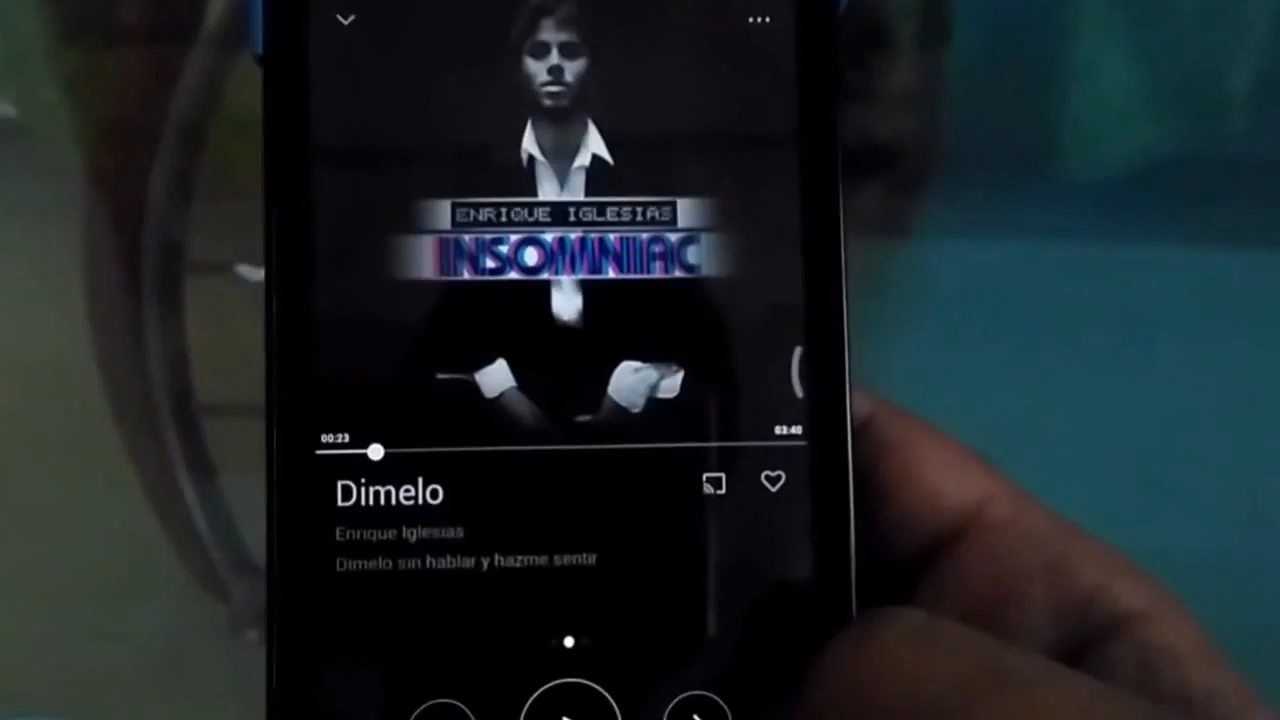 ENRIQUE IGLESIAS
INSOMNIAC
00:23
03:40
Dimelo
Enrique Iglesias
Dimelo sin hablar y hazme sentir